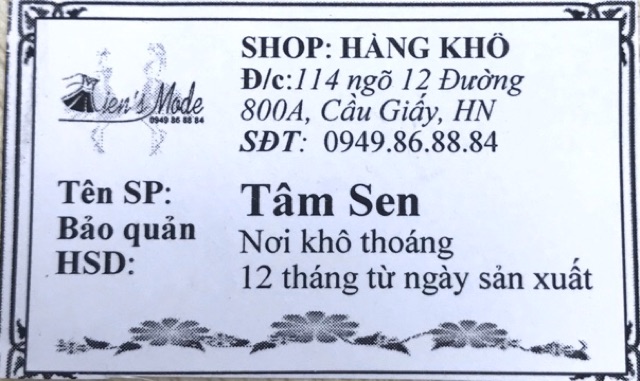 SHOP: HÀNG KHÔ
Đ/c:114 ngõ 12 Đường
800A, Cầu Giấy, HN
SĐT: 0949.86.88.84
Mode
0949 86 88 84
Tên SP: Tâm Sen
Bảo quản Nơi khô thoáng
HSD: 12 tháng từ ngày sản xuất